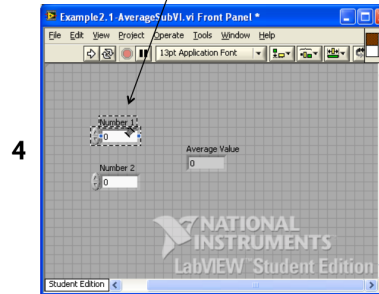 Example2.1-AverageSubVI.vi Front Panel *
File Edit View Project Operate Tools Window Help
13pt Application Font
Number 1
0
Average Value
0
4
Number 2
0
NATIONAL
INSTRUMENTS
LabVIEW™ Student Edition
Student Edition